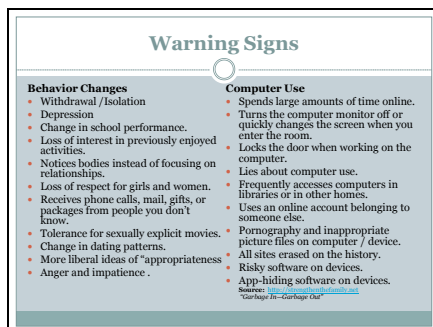 Warning Signs
Behavior Changes
• Withdrawal /Isolation
• Depression
• Change in school performance.
• Loss of interest in previously enjoyed
activities.
• Notices bodies instead of focusing on
relationships.
• Loss of respect for girls and women.
• Receives phone calls, mail, gifts, or
packages from people you don't
know.
• Tolerance for sexually explicit movies.
• Change in dating patterns.
• More liberal ideas of "appropriateness
• Anger and impatience .
Computer Use
• Spends large amounts of time online.
• Turns the computer monitor off or
quickly changes the screen when you
enter the room.
• Locks the door when working on the
computer.
• Lies about computer use.
• Frequently accesses computers in
libraries or in other homes.
• Uses an online account belonging to
someone else.
• Pornography and inappropriate
picture files on computer / device.
• All sites erased on the history.
• Risky software on devices.
• App-hiding software on devices.
Source: http://strengthenthefamily.net
"Garbage In—Garbage Out"